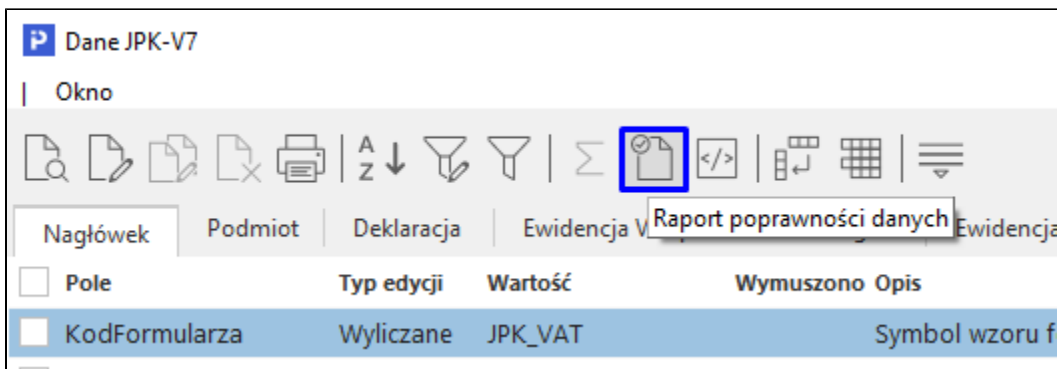 Dane JPK-V7
Okno
Nagłówek Podmiot Deklaracja Ewidencja Raport poprawności danych Ewidencja
Pole Typ edycji Wartość Wymuszono Opis
KodFormularza Wyliczane JPK_VAT Symbol wzoru f